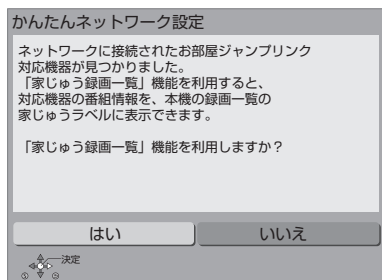 かんたんネットワーク設定
ネットワークに接続されたお部屋ジャンプリンク
対応機器が見つかりました。
「家じゅう録画一覧」機能を利用すると、
対応機器の番組情報を、本機の録画一覧の
家じゅうラベルに表示できます。
「家じゅう録画一覧」機能を利用しますか?
はい
いいえ
決定